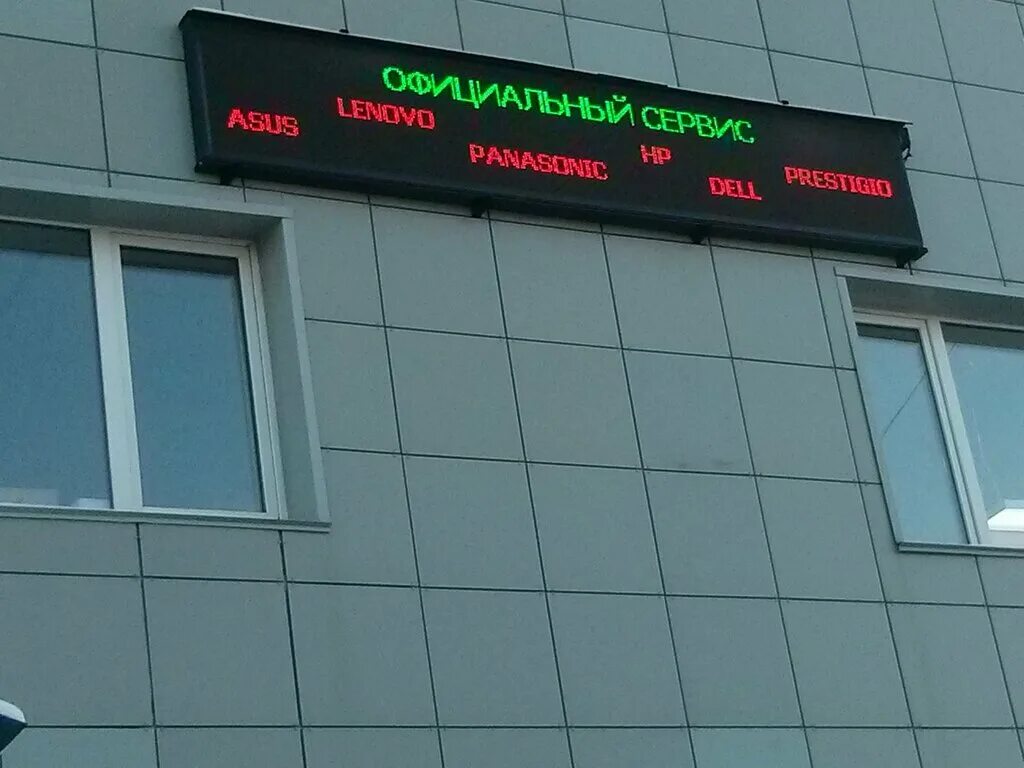 ОФИЦИАЛЬНЫЙ СЕРВИС
ASUS LENOVO PANASONIC HP DELL PRESTIGIO